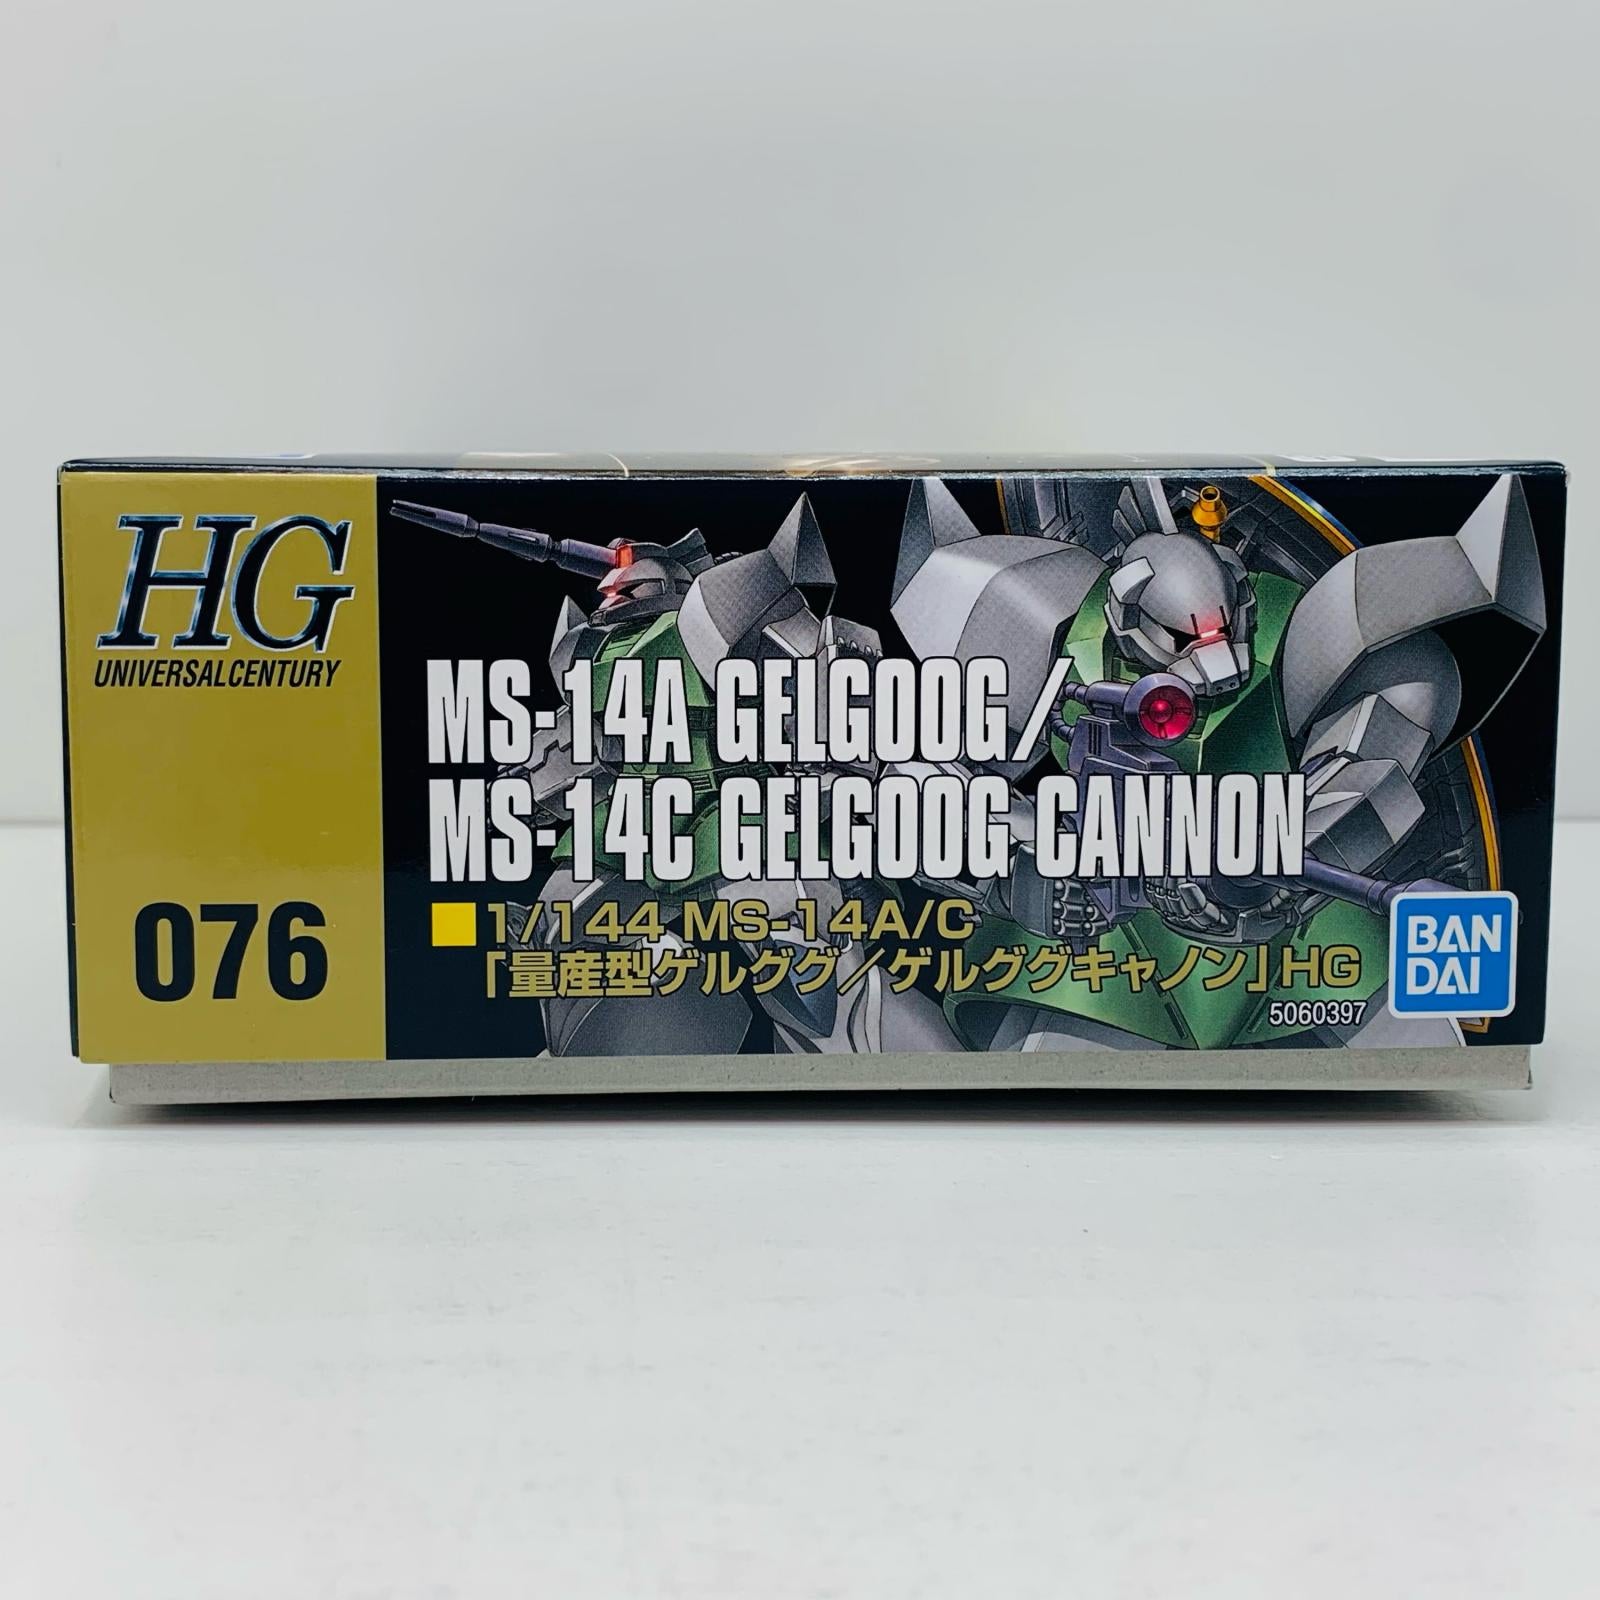 HG
UNIVERSALCENTURY
076
MS-14A GELGOOG/
MS-14C GELGOOG CANNON
1/144 MS-14A/C
「量産型ゲルググ/ゲルググキャノン」HG
5060397
BAN
DAI